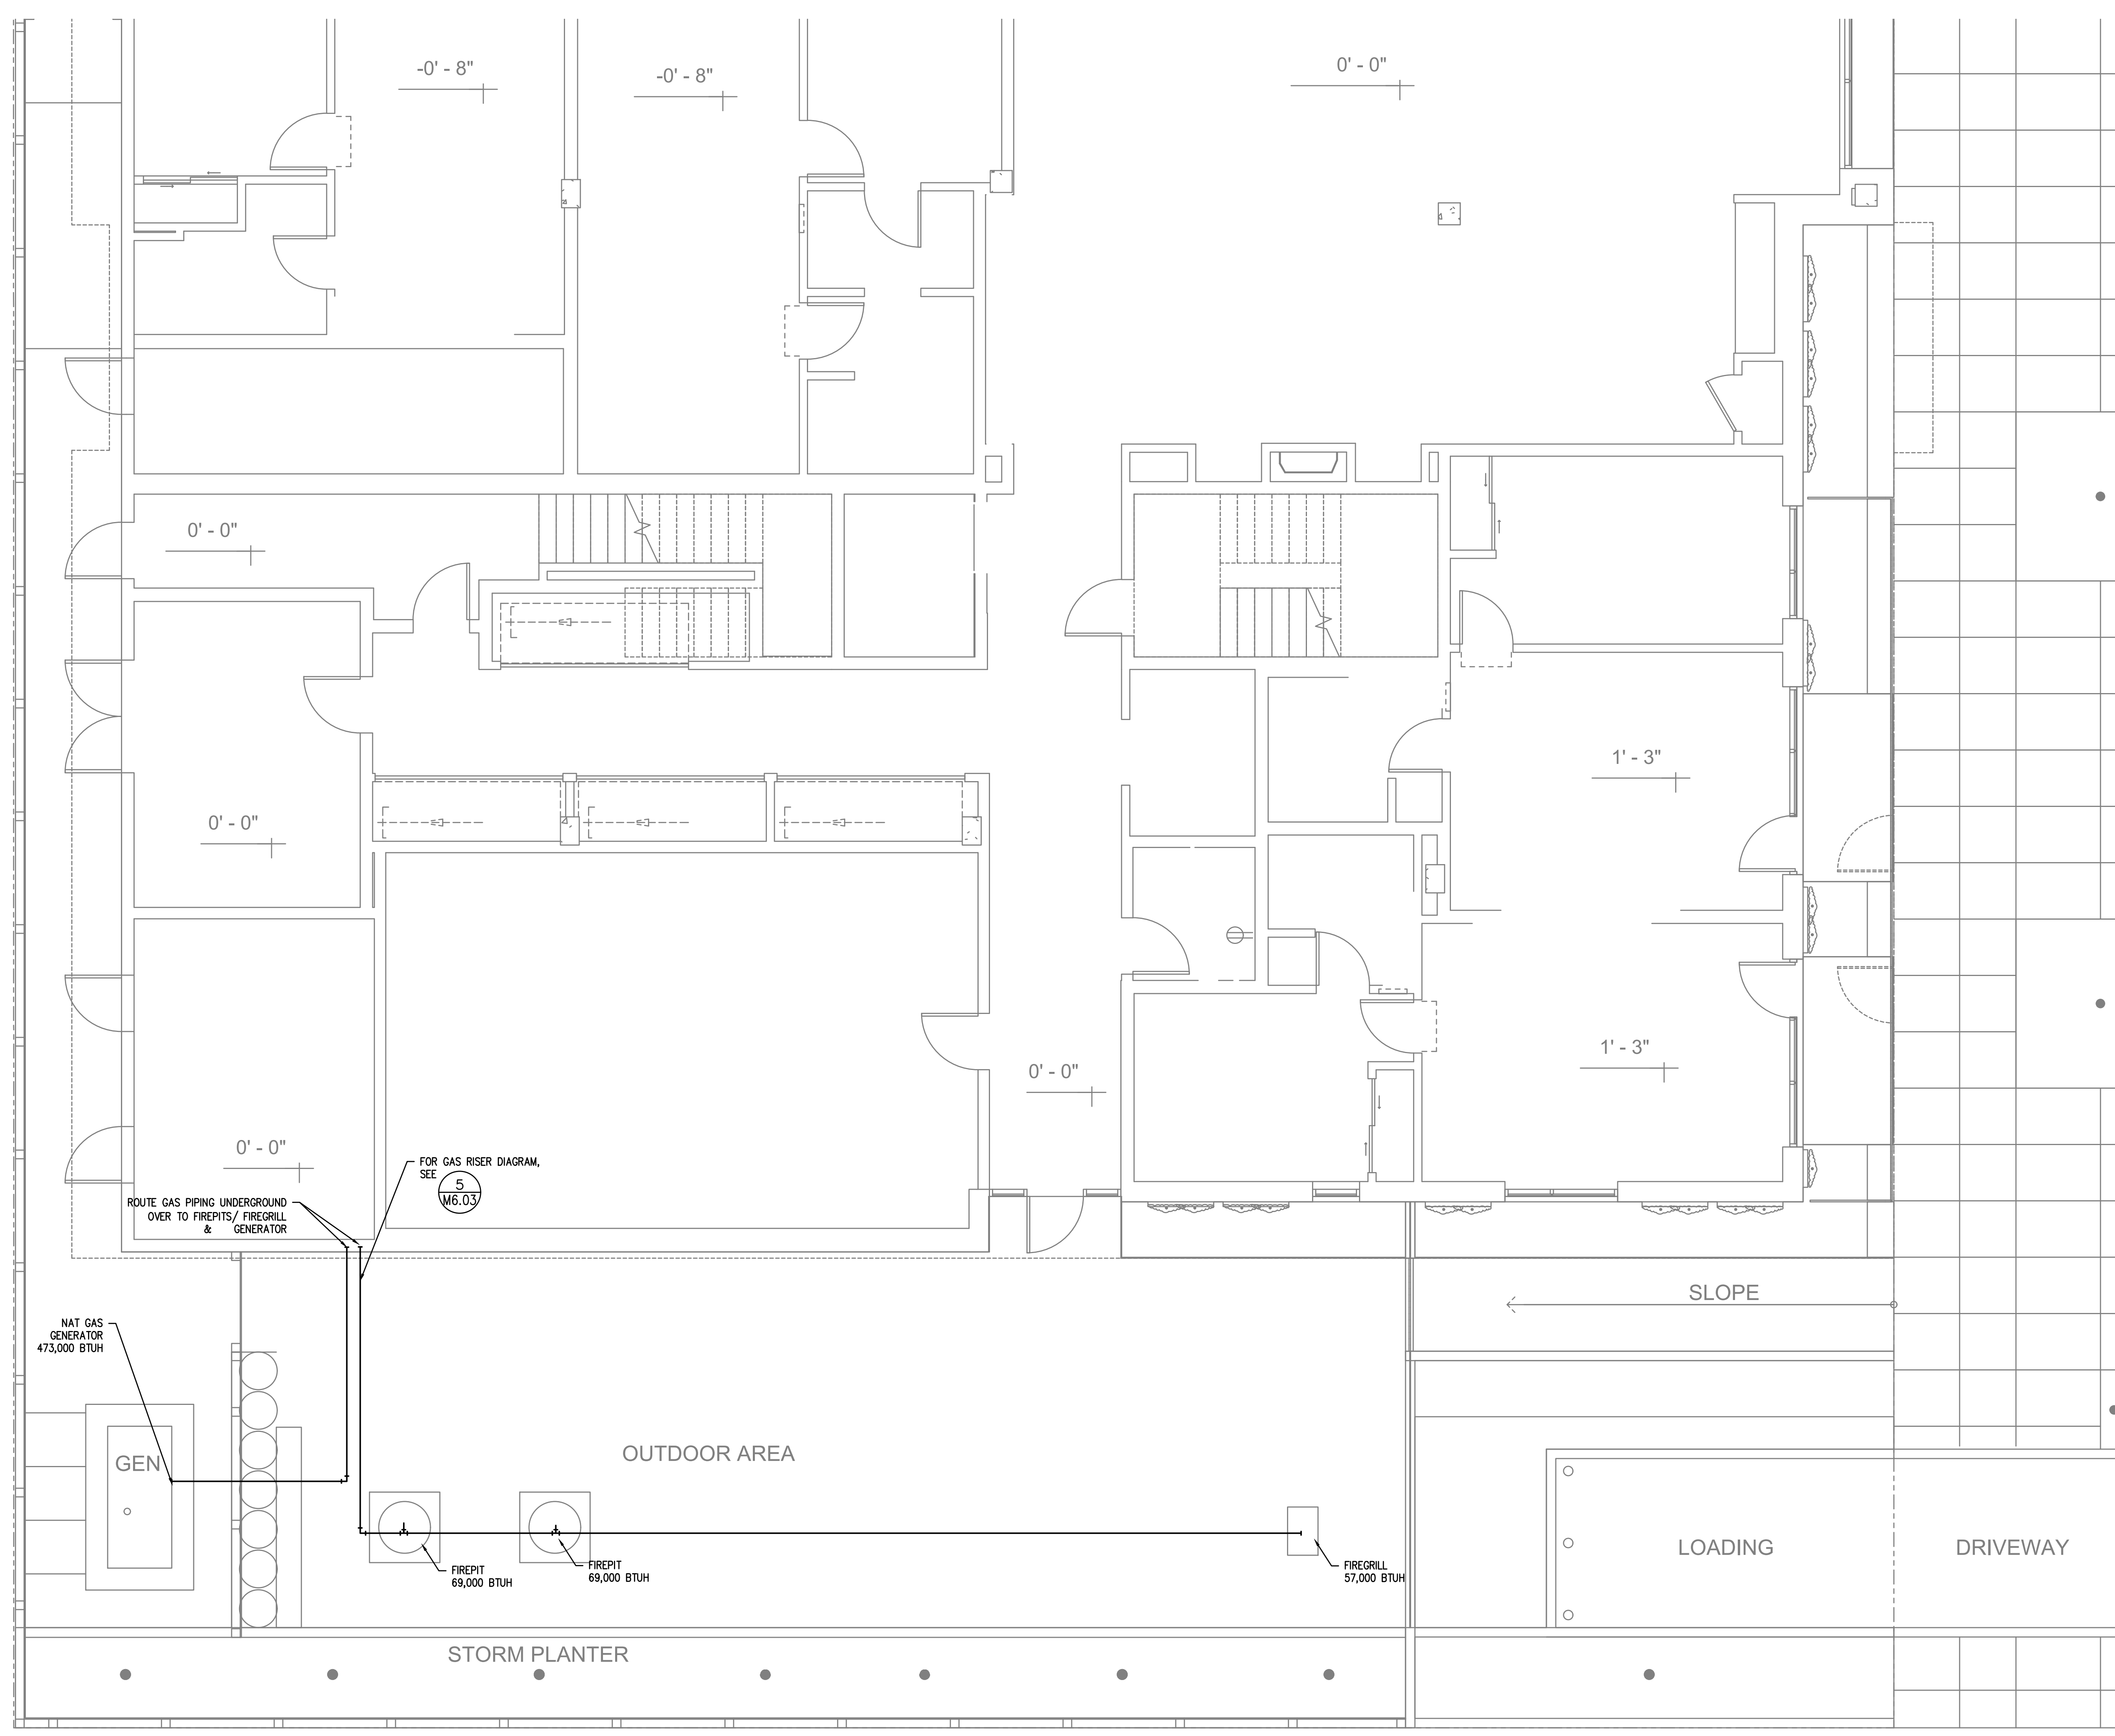 -0' - 8"
-0' - 8"
0' - 0"
0' - 0"
1' - 3"
0' - 0"
1' - 3"
0' - 0"
0' - 0"
FOR GAS RISER DIAGRAM,
SEE
5
M6.03
ROUTE GAS PIPING UNDERGROUND
OVER TO FIREPITS/ FIREGRILL
& GENERATOR
SLOPE
NAT GAS
GENERATOR
473,000 BTUH
GEN
OUTDOOR AREA
LOADING
DRIVEWAY
FIREPIT
69,000 BTUH
FIREPIT
69,000 BTUH
FIREGRILL
57,000 BTUH
STORM PLANTER